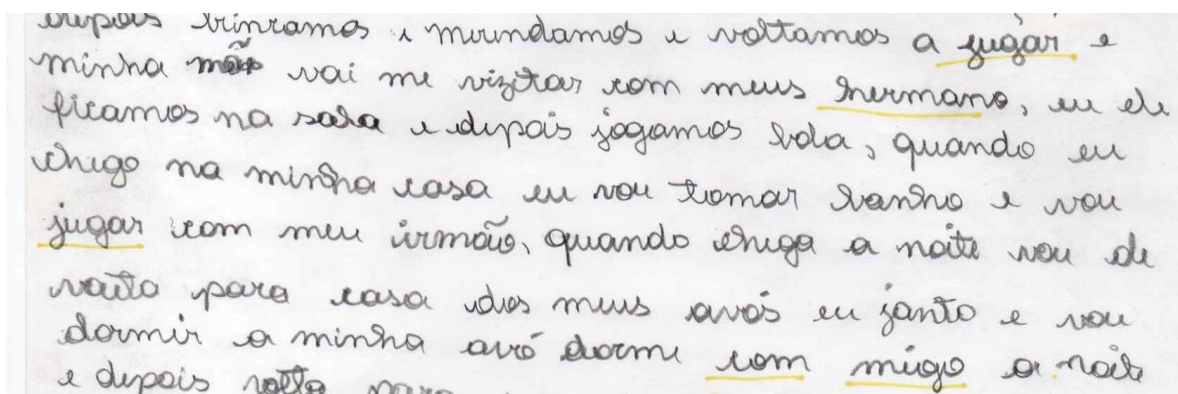 depois brincamos e merendamos e voltamos a jugar e
minha mãe vai me vizitar com meus hermano, eu ele
ficamos na sala e depois jogamos bola, quando eu
chego na minha casa eu vou tomar banho e vou
jugar com meu irmão, quando chega a noite vou de
volta para casa dos meus avós eu janto e vou
dormir a minha avó dorme com migo a noite
e depois volta para